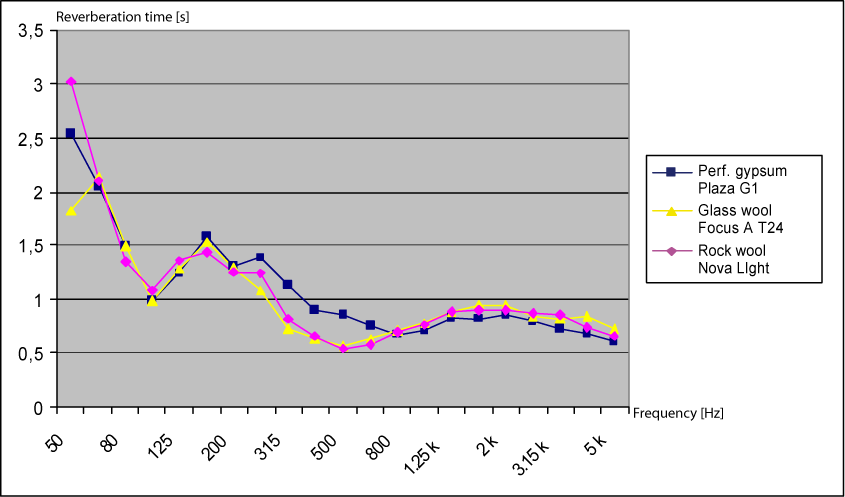 Reverberation time [s]
3,5
3
2,5
2
1,5
1
0,5
0
50
80
125
200
315
500
800
1.25 k
2 k
3.15 k
5 k
Frequency [Hz]
Perf. gypsum
Plaza G1
Glass wool
Focus A T24
Rock wool
Nova LIght